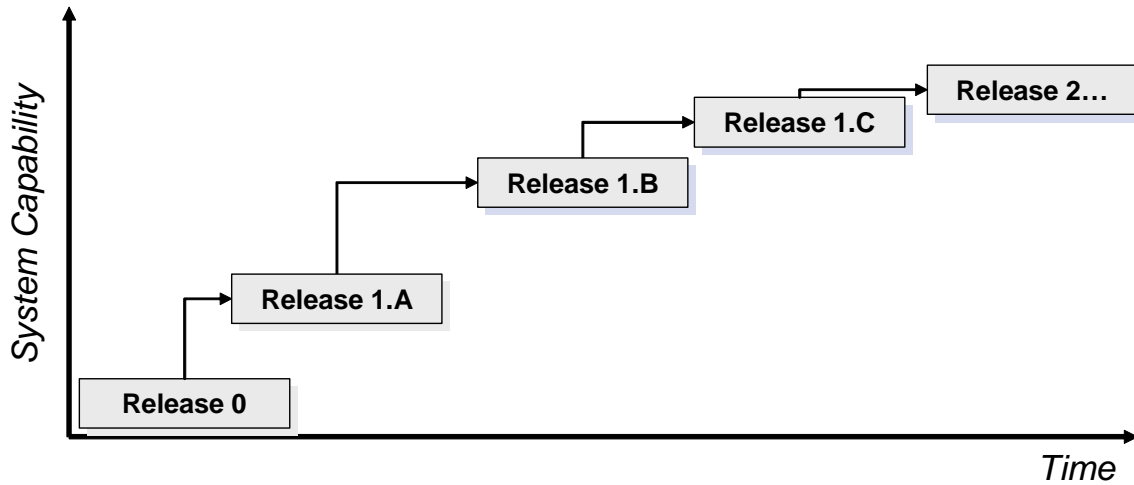 System Capability
Release 2...
Release 1.C
Release 1.B
Release 1.A
Release 0
Time